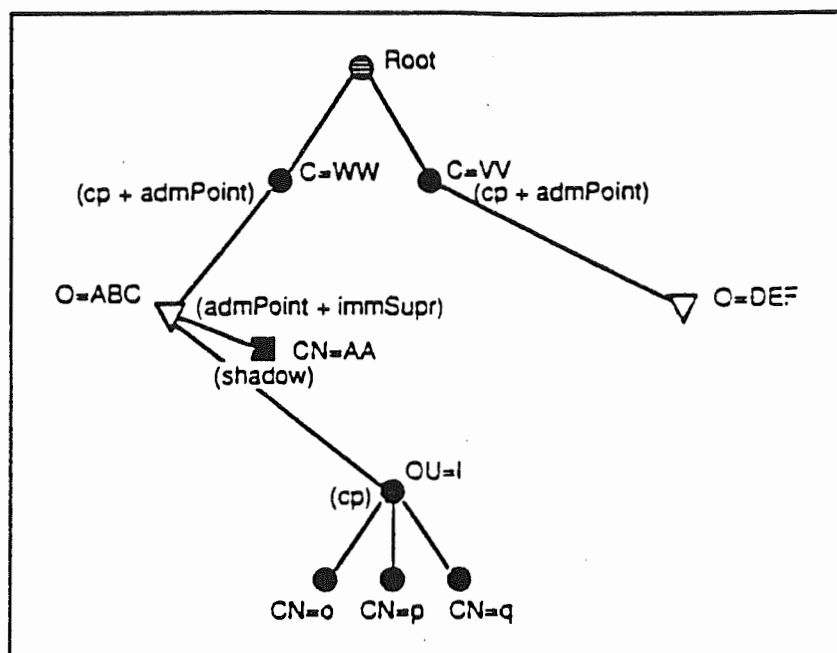 Root
C=WW
C=VV
(cp + admPoint)
(cp + admPoint)
O=ABC
(admPoint + immSupr)
O=DEF
CN=AA
(shadow)
OU=I
(cp)
CN=o CN=p CN=q